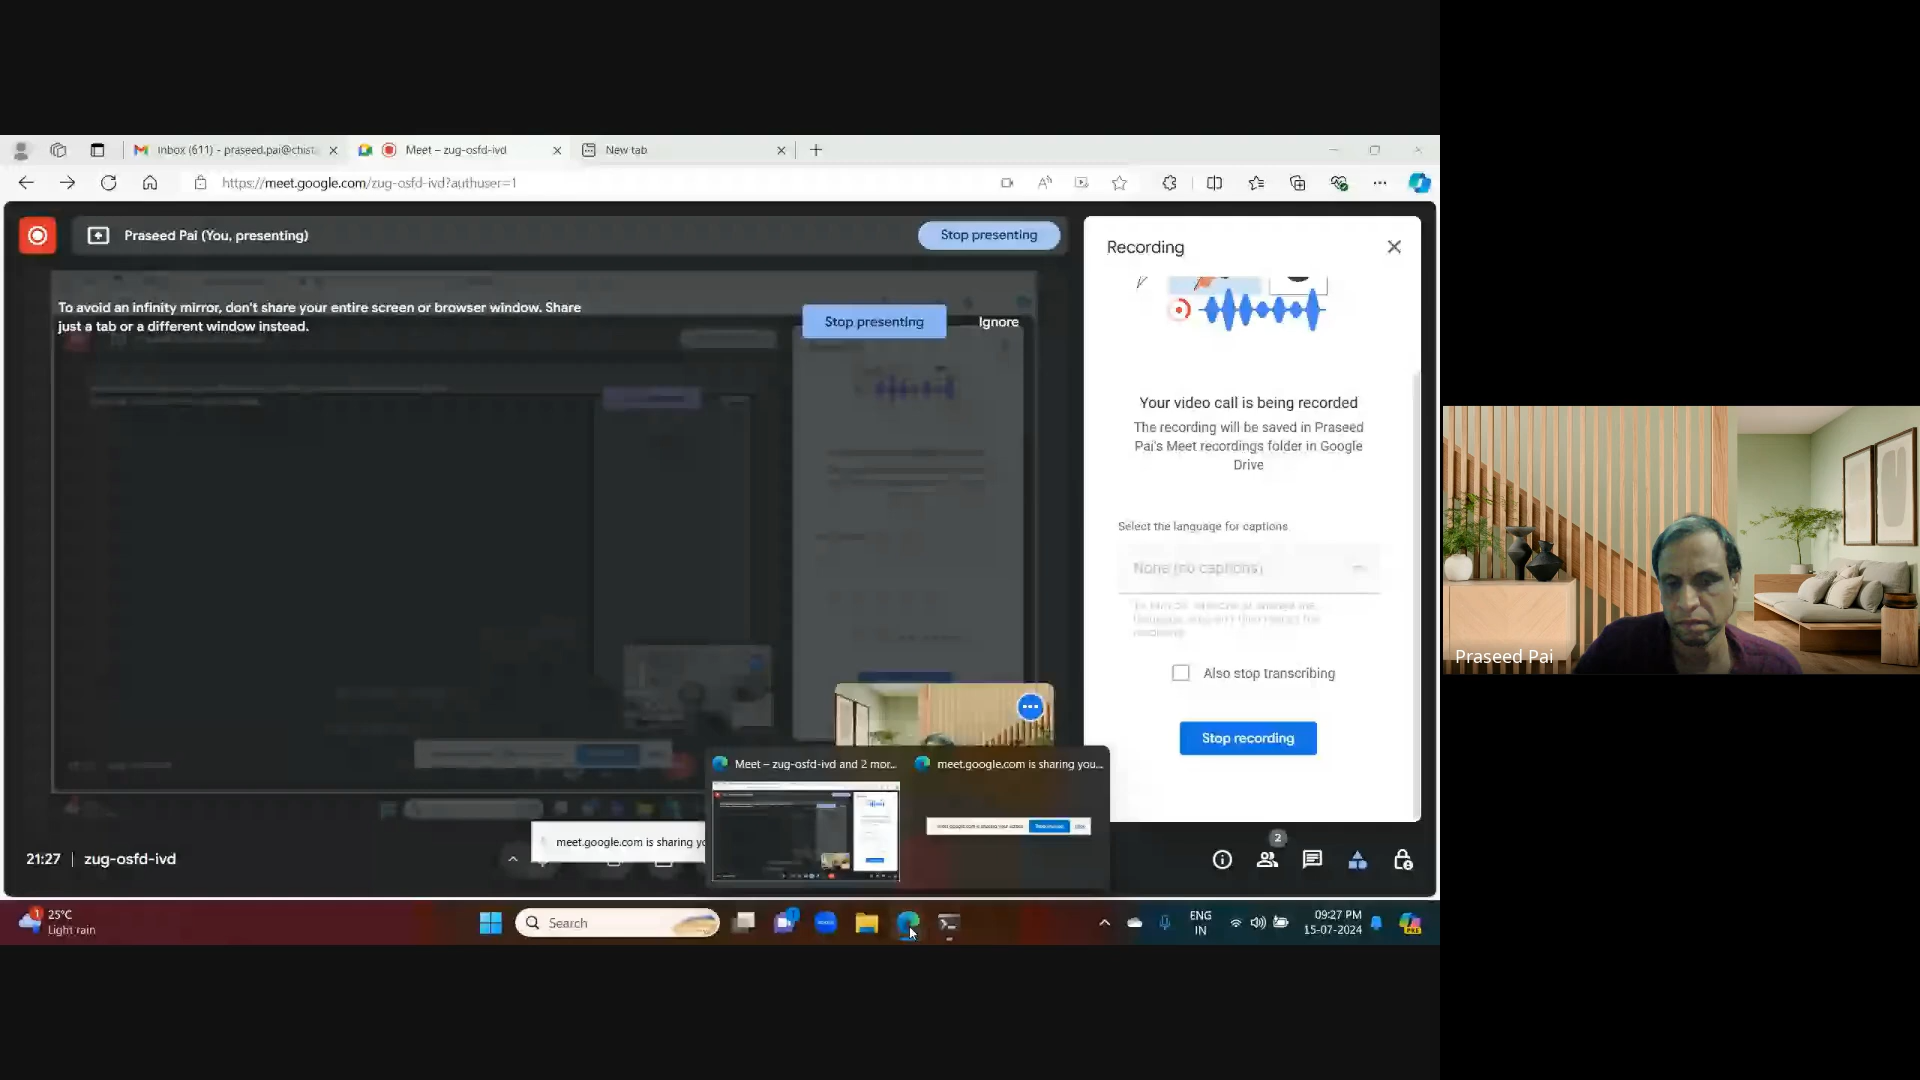 Inbox (611) - praseed.pai@chist
Meet – zug-osfd-ivd
New tab
https://meet.google.com/zug-osfd-ivd?authuser=1
Praseed Pai (You, presenting)
Stop presenting
Recording
To avoid an infinity mirror, don't share your entire screen or browser window. Share
just a tab or a different window instead.
Stop presenting
Ignore
Your video call is being recorded
The recording will be saved in Praseed
Pai's Meet recordings folder in Google
Drive
Select the language for captions
None (no captions)
Also stop transcribing
Stop recording
Praseed Pai
Meet – zug-osfd-ivd and 2 mor...
meet.google.com is sharing you...
meet.google.com is sharing yo
21:27 | zug-osfd-ivd
2
1
25°C
Light rain
Search
ENG
IN
09:27 PM
15-07-2024